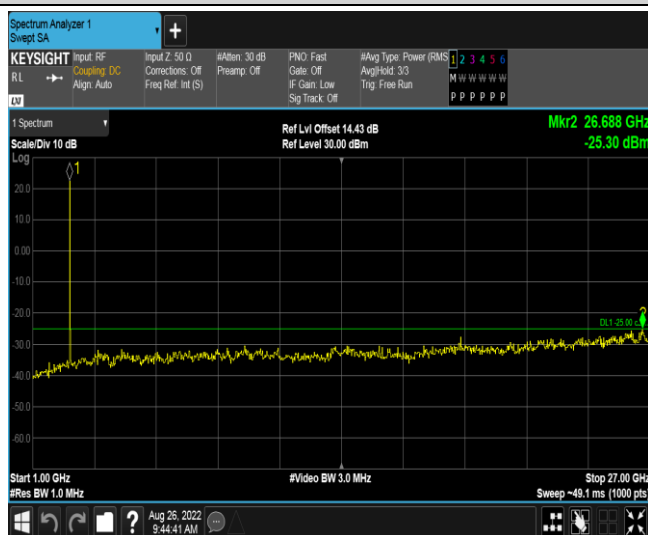 Spectrum Analyzer 1
Swept SA
+
KEYSIGHT
RL
LXI
Input: RF
Coupling: DC
Align: Auto
Input Z: 50 Ω
Corrections: Off
Freq Ref: Int (S)
#Atten: 30 dB
Preamp: Off
PNO: Fast
Gate: Off
IF Gain: Low
Sig Track: Off
#Avg Type: Power (RMS
Avg|Hold: 3/3
Trig: Free Run
1 2 3 4 5 6
M W W W W W
P P P P P P
1 Spectrum
Scale/Div 10 dB
Log
Ref Lvl Offset 14.43 dB
Ref Level 30.00 dBm
Mkr2 26.688 GHz
-25.30 dBm
1
20.0
10.0
0.00
-10.0
-20.0
-30.0
-40.0
-50.0
-60.0
2
DL1 -25.00
Start 1.00 GHz
#Res BW 1.0 MHz
#Video BW 3.0 MHz
Stop 27.00 GHz
Sweep ~49.1 ms (1000 pts)
?
Aug 26, 2022
9:44:41 AM